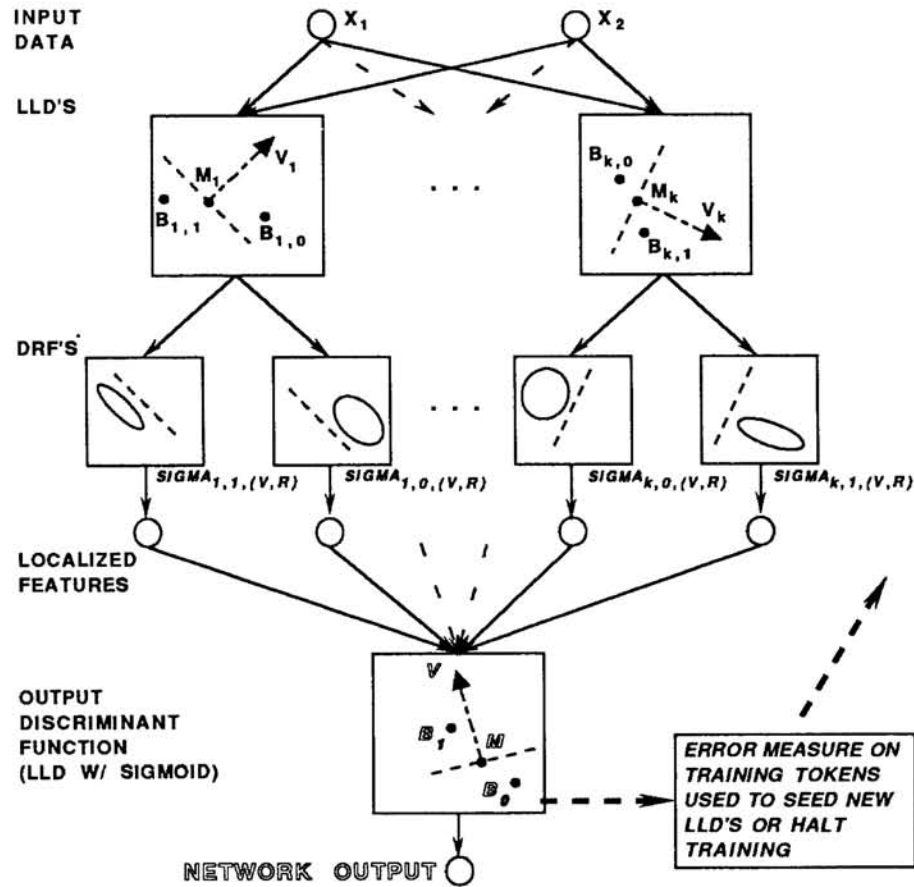 INPUT DATA
X1 X2
LLD'S
M1 V1
B1,1 B1,0
. . .
Bk,0 Mk Vk
Bk,1
DRF'S
. . .
SIGMA1,1,(V,R) SIGMA1,0,(V,R) SIGMAk,0,(V,R) SIGMAk,1,(V,R)
LOCALIZED
FEATURES
OUTPUT
DISCRIMINANT
FUNCTION
(LLD W/ SIGMOID)
V
B1 M
B0
ERROR MEASURE ON
TRAINING TOKENS
USED TO SEED NEW
LLD'S OR HALT
TRAINING
NETWORK OUTPUT